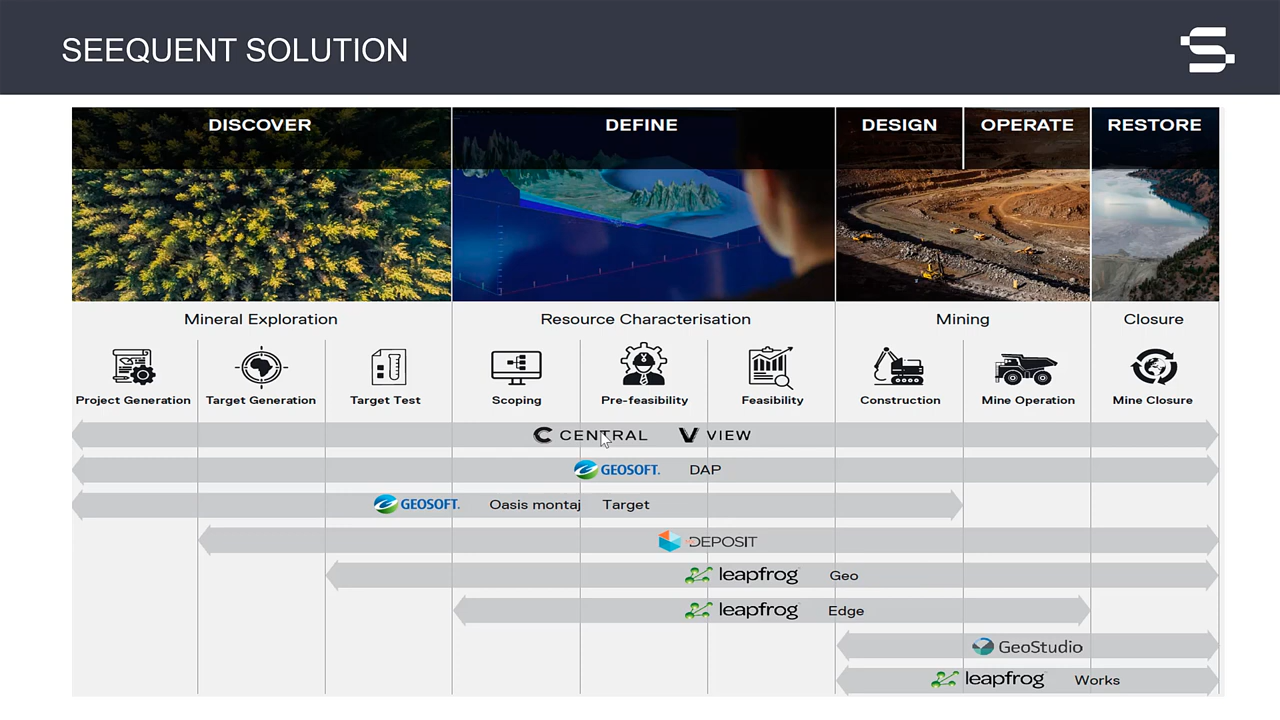 SEEQUENT SOLUTION
DISCOVER
DEFINE
DESIGN
OPERATE
RESTORE
Mineral Exploration
Resource Characterisation
Mining
Closure
Project Generation
Target Generation
Target Test
Scoping
Pre-feasibility
Feasibility
Construction
Mine Operation
Mine Closure
CENTRAL VIEW
GEOSOFT. DAP
GEOSOFT. Oasis montaj Target
DEPOSIT
leapfrog Geo
leapfrog Edge
GeoStudio
leapfrog Works